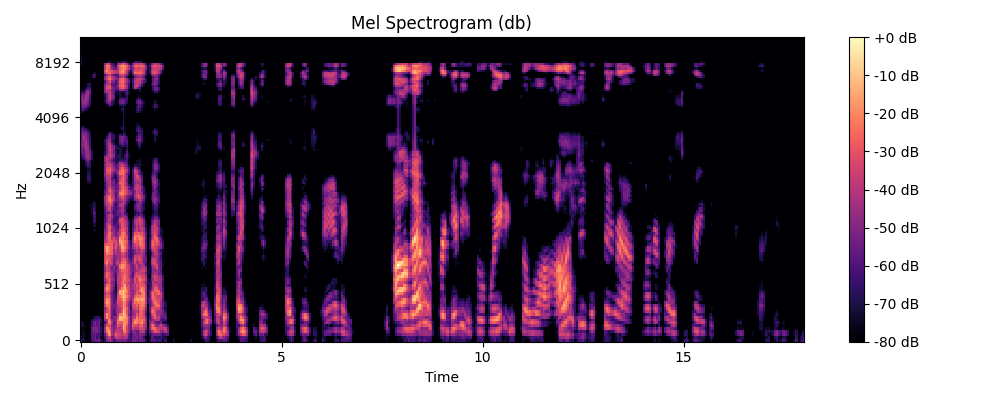 Mel Spectrogram (db)
8192
4096
2048
1024
512
0
Hz
0 5 10 15
Time
+0 dB
-10 dB
-20 dB
-30 dB
-40 dB
-50 dB
-60 dB
-70 dB
-80 dB